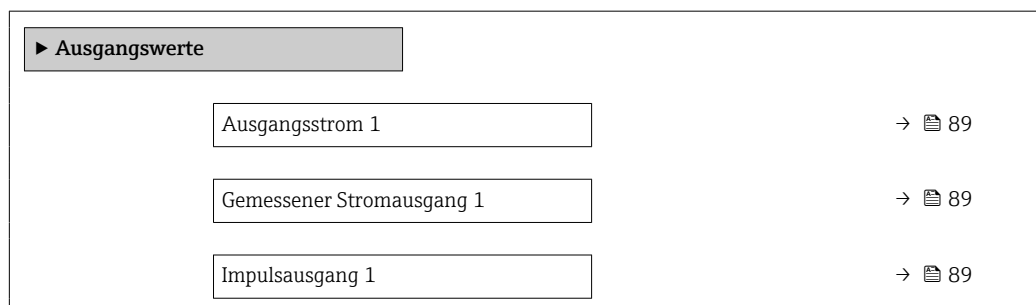 ▶ Ausgangswerte
Ausgangsstrom 1 → 89
Gemessener Stromausgang 1 → 89
Impulsausgang 1 → 89